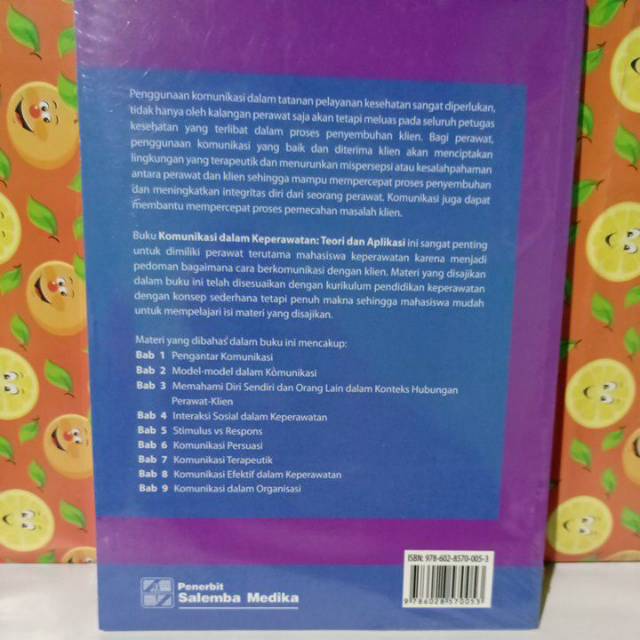 Penggunaan komunikasi dalam tatanan pelayanan kesehatan sangat diperlukan,
tidak hanya oleh kalangan perawat saja akan tetapi meluas pada seluruh petugas
kesehatan yang terlibat dalam proses penyembuhan klien. Bagi perawat,
penggunaan komunikasi yang baik dan diterima klien akan menciptakan
lingkungan yang terapeutik dan menurunkan mispersepsi atau kesalahpahaman
antara perawat dan klien sehingga mampu mempercepat proses penyembuhan
dan meningkatkan integritas diri dari seorang perawat. Komunikasi juga dapat
membantu mempercepat proses pemecahan masalah klien.
Buku Komunikasi dalam Keperawatan: Teori dan Aplikasi ini sangat penting
untuk dimiliki perawat terutama mahasiswa keperawatan karena menjadi
pedoman bagaimana cara berkomunikasi dengan klien. Materi yang disajikan
dalam buku ini telah disesuaikan dengan kurikulum pendidikan keperawatan
dengan konsep sederhana tetapi penuh makna sehingga mahasiswa mudah
untuk mempelajari isi materi yang disajikan.
Materi yang dibahas dalam buku ini mencakup:
Bab 1 Pengantar Komunikasi
Bab 2 Model-model dalam Komunikasi
Bab 3 Memahami Diri Sendiri dan Orang Lain dalam Konteks Hubungan
Perawat-Klien
Bab 4 Interaksi Sosial dalam Keperawatan
Bab 5 Stimulus vs Respons
Bab 6 Komunikasi Persuasi
Bab 7 Komunikasi Terapeutik
Bab 8 Komunikasi Efektif dalam Keperawatan
Bab 9 Komunikasi dalam Organisasi
ISBN: 978-602-8570-005-3
9 786028 570053
Penerbit
Salemba Medika